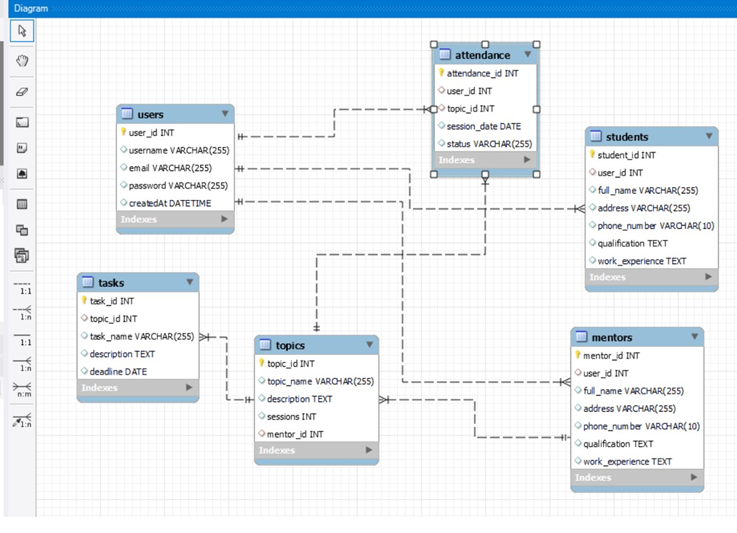 Diagram
attendance
attendance_id INT
user_id INT
topic_id INT
session_date DATE
status VARCHAR(255)
Indexes
users
user_id INT
username VARCHAR(255)
email VARCHAR(255)
password VARCHAR(255)
createdAt DATETIME
Indexes
students
student_id INT
user_id INT
full_name VARCHAR(255)
address VARCHAR(255)
phone_number VARCHAR(10)
qualification TEXT
work_experience TEXT
Indexes
tasks
task_id INT
topic_id INT
task_name VARCHAR(255)
description TEXT
deadline DATE
Indexes
topics
topic_id INT
topic_name VARCHAR(255)
description TEXT
sessions INT
mentor_id INT
Indexes
mentors
mentor_id INT
user_id INT
full_name VARCHAR(255)
address VARCHAR(255)
phone_number VARCHAR(10)
qualification TEXT
work_experience TEXT
Indexes
1:1
1:n
1:1
1:n
n:m
1:n